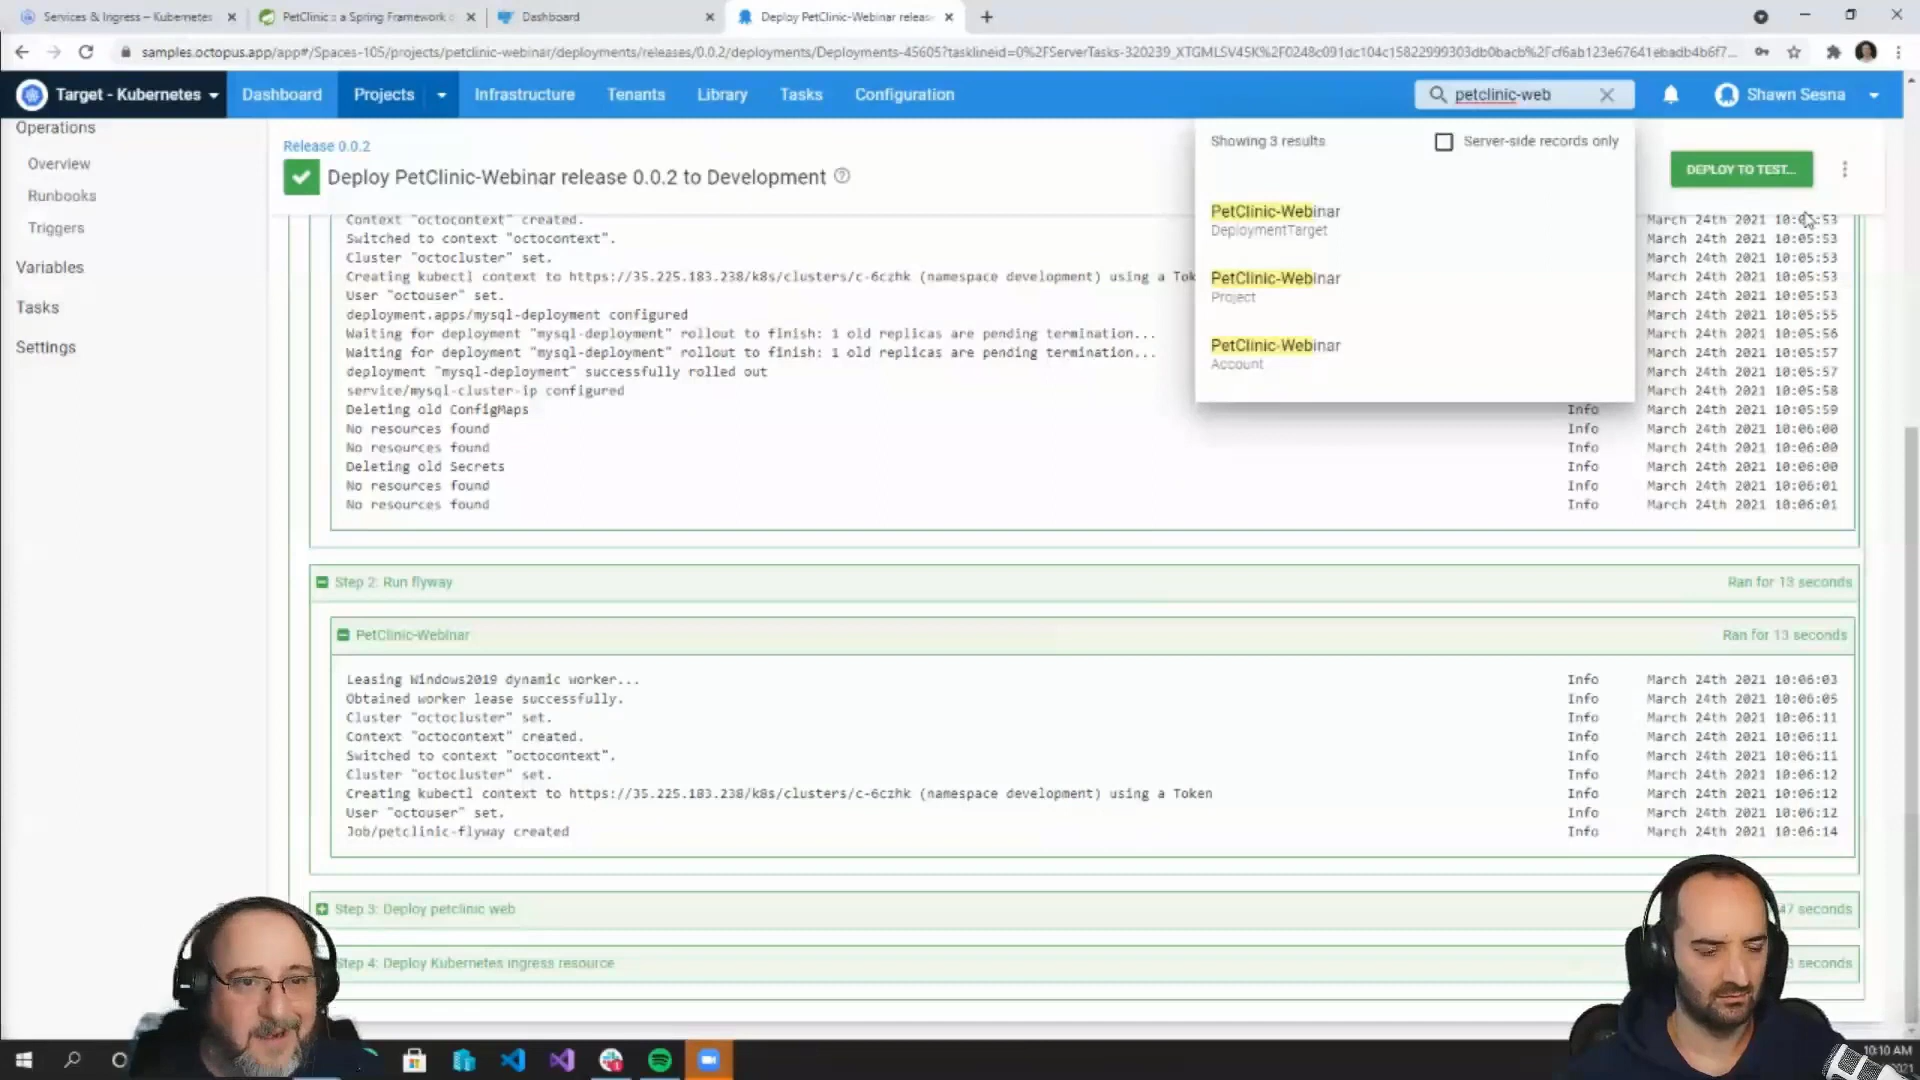 Services & Ingress – Kubernetes
PetClinic :: a Spring Framework
Dashboard
Deploy PetClinic-Webinar releas
samples.octopus.app/app#/Spaces-105/projects/petclinic-webinar/deployments/releases/0.0.2/deployments/Deployments-45605?
Target - Kubernetes
Dashboard
Projects
Infrastructure
Tenants
Library
Tasks
Configuration
petclinic-web
Shawn Sesna
Operations
Overview
Runbooks
Triggers
Variables
Tasks
Settings
Release 0.0.2
Deploy PetClinic-Webinar release 0.0.2 to Development
DEPLOY TO TEST...
Showing 3 results
Server-side records only
PetClinic-Webinar
DeploymentTarget
PetClinic-Webinar
Project
PetClinic-Webinar
Account
Context "octocontext" created. March 24th 2021 10:05:53
Switched to context "octocontext". March 24th 2021 10:05:53
Cluster "octocluster" set. March 24th 2021 10:05:53
Creating kubectl context to https://35.225.183.238/k8s/clusters/c-6czhk (namespace development) using a Tok March 24th 2021 10:05:53
User "octouser" set. March 24th 2021 10:05:53
deployment.apps/mysql-deployment configured March 24th 2021 10:05:55
Waiting for deployment "mysql-deployment" rollout to finish: 1 old replicas are pending termination... March 24th 2021 10:05:56
Waiting for deployment "mysql-deployment" rollout to finish: 1 old replicas are pending termination... March 24th 2021 10:05:57
deployment "mysql-deployment" successfully rolled out March 24th 2021 10:05:57
service/mysql-cluster-ip configured March 24th 2021 10:05:58
Deleting old ConfigMaps Info March 24th 2021 10:05:59
No resources found Info March 24th 2021 10:06:00
No resources found Info March 24th 2021 10:06:00
Deleting old Secrets Info March 24th 2021 10:06:00
No resources found Info March 24th 2021 10:06:01
No resources found Info March 24th 2021 10:06:01
Step 2: Run flyway Ran for 13 seconds
PetClinic-Webinar Ran for 13 seconds
Leasing Windows2019 dynamic worker... Info March 24th 2021 10:06:03
Obtained worker lease successfully. Info March 24th 2021 10:06:05
Cluster "octocluster" set. Info March 24th 2021 10:06:11
Context "octocontext" created. Info March 24th 2021 10:06:11
Switched to context "octocontext". Info March 24th 2021 10:06:11
Cluster "octocluster" set. Info March 24th 2021 10:06:12
Creating kubectl context to https://35.225.183.238/k8s/clusters/c-6czhk (namespace development) using a Token Info March 24th 2021 10:06:12
User "octouser" set. Info March 24th 2021 10:06:12
Job/petclinic-flyway created Info March 24th 2021 10:06:14
Step 3: Deploy petclinic web 47 seconds
Step 4: Deploy Kubernetes ingress resource 3 seconds
10:10 AM